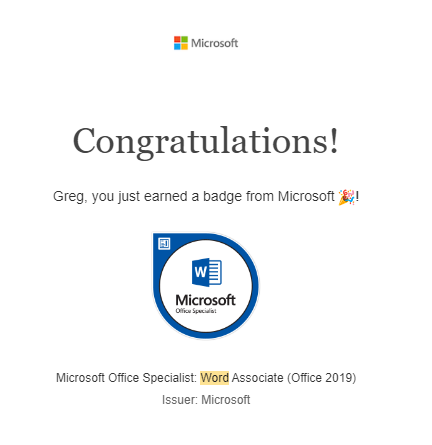 Microsoft
Congratulations!
Greg, you just earned a badge from Microsoft 🎉!
W
Microsoft
Office Specialist
Microsoft Office Specialist: Word Associate (Office 2019)
Issuer: Microsoft